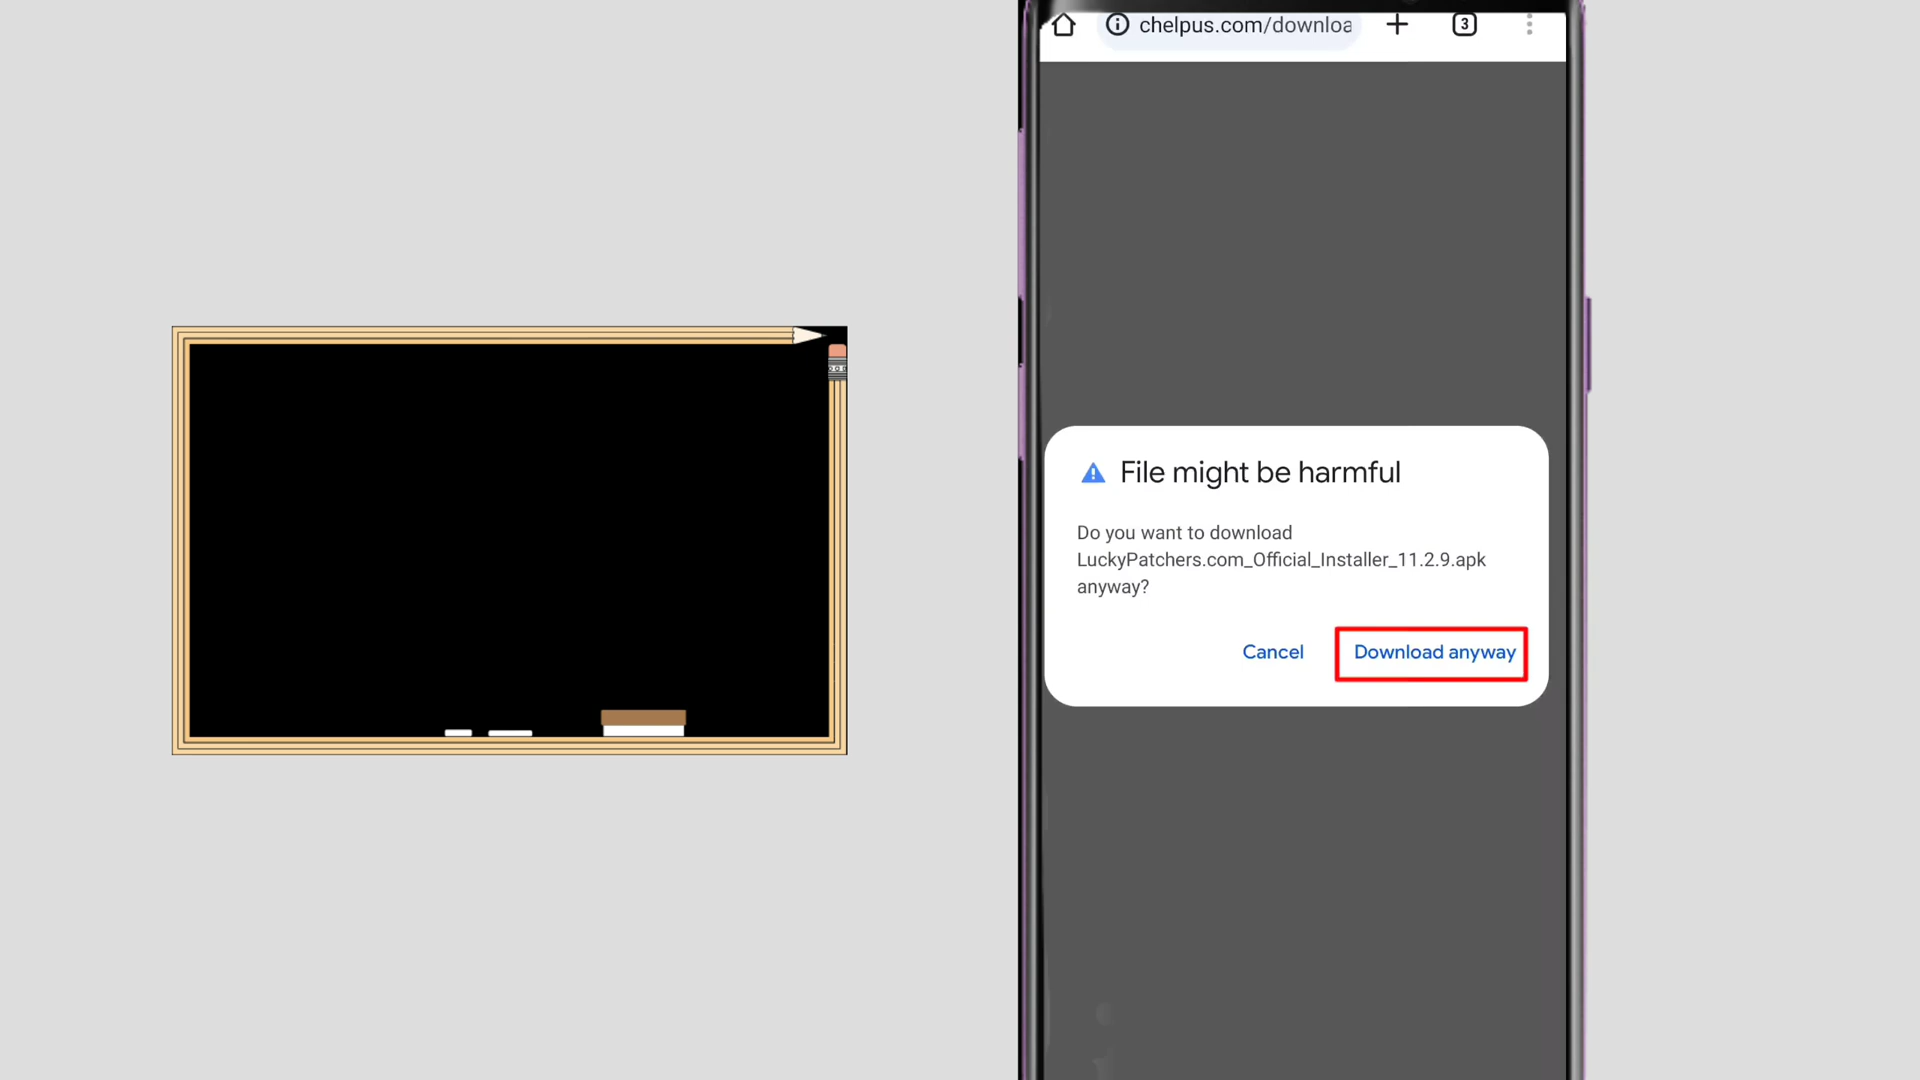 chelpus.com/downloa
3
File might be harmful
Do you want to download
LuckyPatchers.com_Official_Installer_11.2.9.apk
anyway?
Cancel
Download anyway